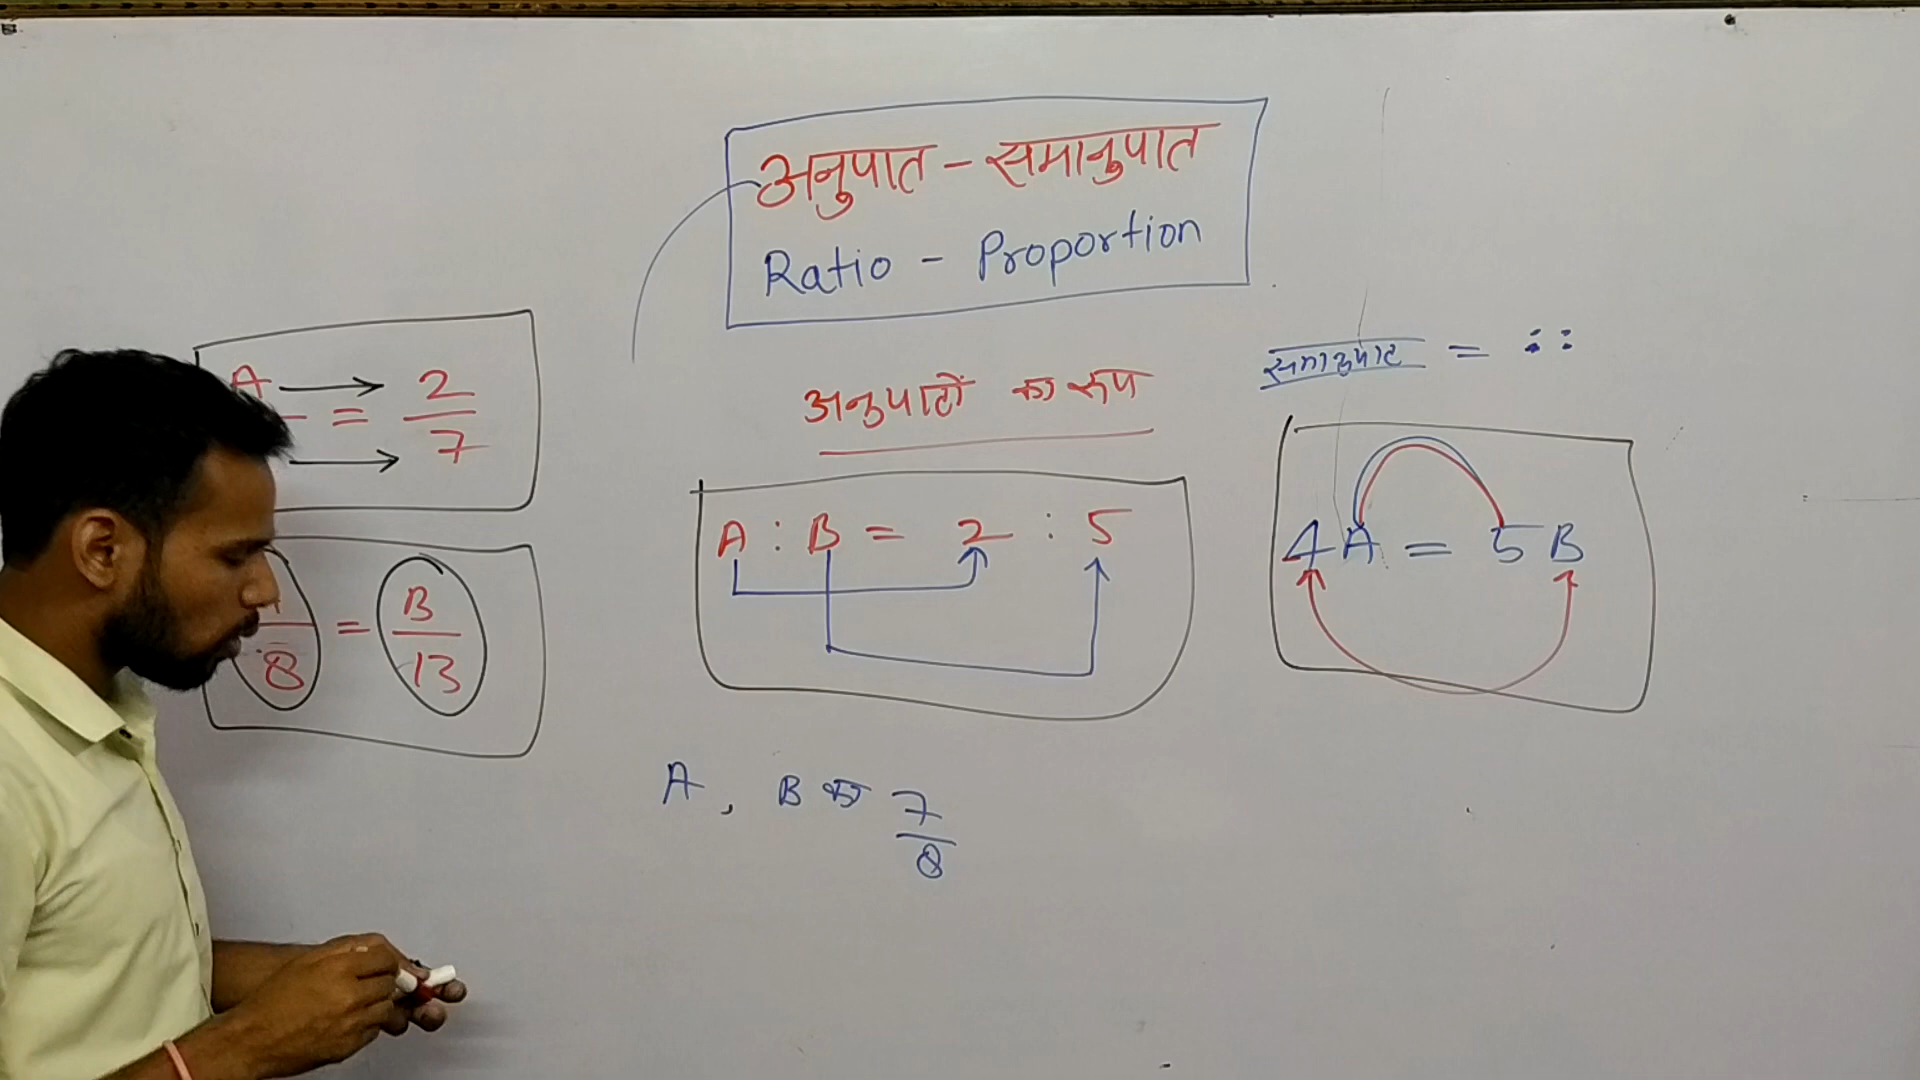 अनुपात - समानुपात
Ratio - Proportion
समानुपात = ::
अनुपातों का रूप
A → 2
= 
→ 7
A : B = 2 : 5
4A = 5B
8 = B/13
A, B का 7/8